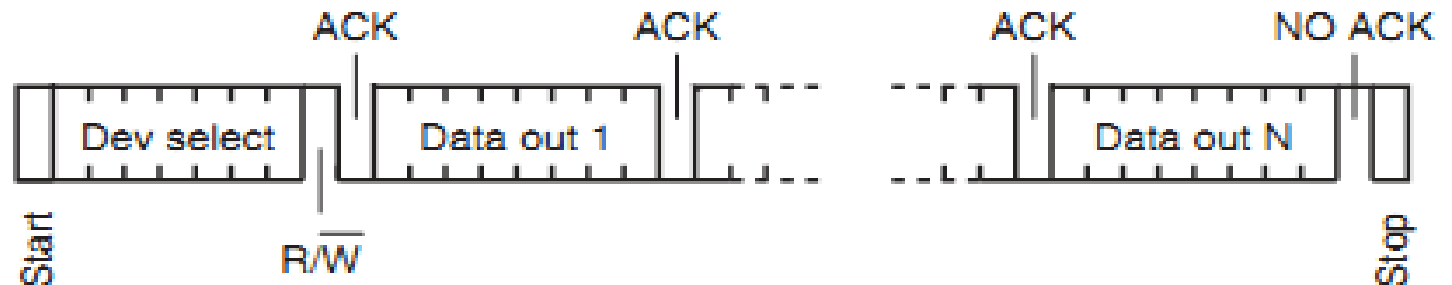 ACK ACK ACK NO ACK
Dev select Data out 1 Data out N
Start R/W̅ Stop